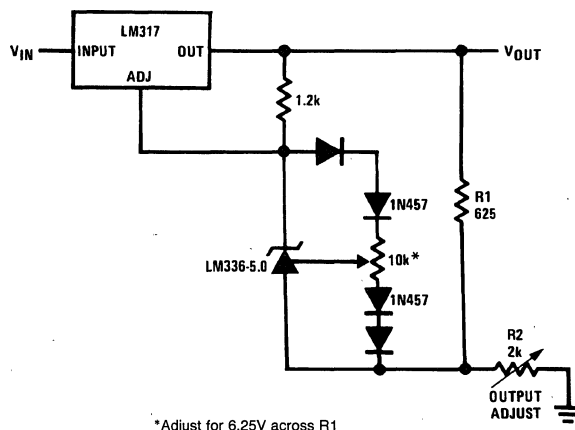 LM317
VIN INPUT OUT VOUT
ADJ
1.2k
1N457
R1
625
LM336-5.0
10k*
1N457
R2
2k
OUTPUT
ADJUST
*Adjust for 6.25V across R1